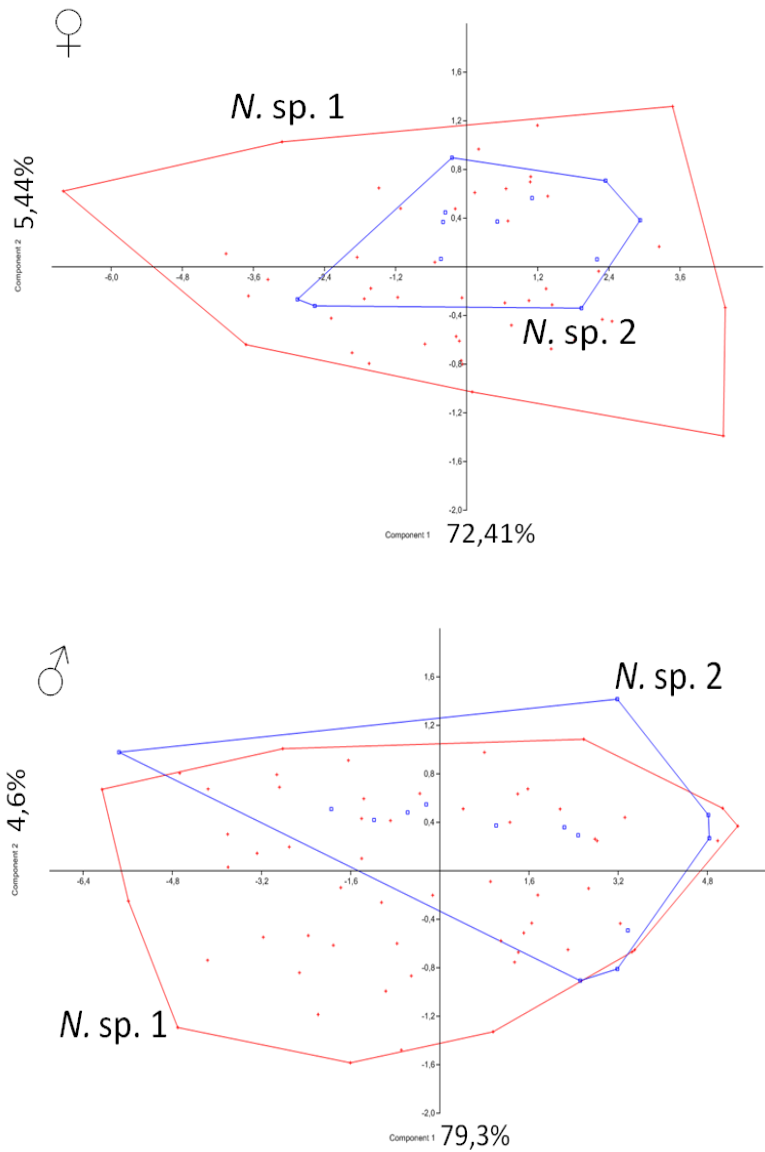 ♀
1,6
1,2
N. sp. 1
0,8
5,44%
Component 2
0,4
-6,0 -4,8 -3,6 -2,4 -1,2 1,2 2,4 3,6
-0,4
N. sp. 2
-0,8
-1,2
-1,6
-2,0
Component 1 72,41%
♂
1,6
N. sp. 2
1,2
0,8
4,6%
Component 2
0,4
-6,4 -4,8 -3,2 -1,6 1,6 3,2 4,8
-0,4
-0,8
N. sp. 1
-1,2
-1,6
-2,0
Component 1 79,3%